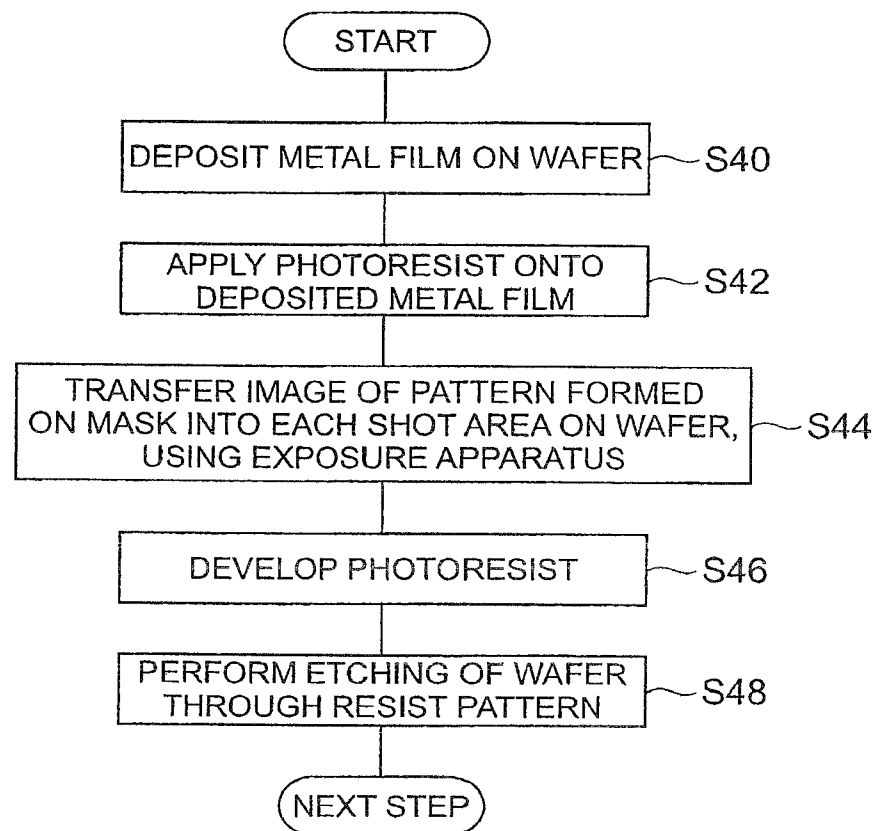 START
DEPOSIT METAL FILM ON WAFER
S40
APPLY PHOTORESIST ONTO
DEPOSITED METAL FILM
S42
TRANSFER IMAGE OF PATTERN FORMED
ON MASK INTO EACH SHOT AREA ON WAFER,
USING EXPOSURE APPARATUS
S44
DEVELOP PHOTORESIST
S46
PERFORM ETCHING OF WAFER
THROUGH RESIST PATTERN
S48
NEXT STEP